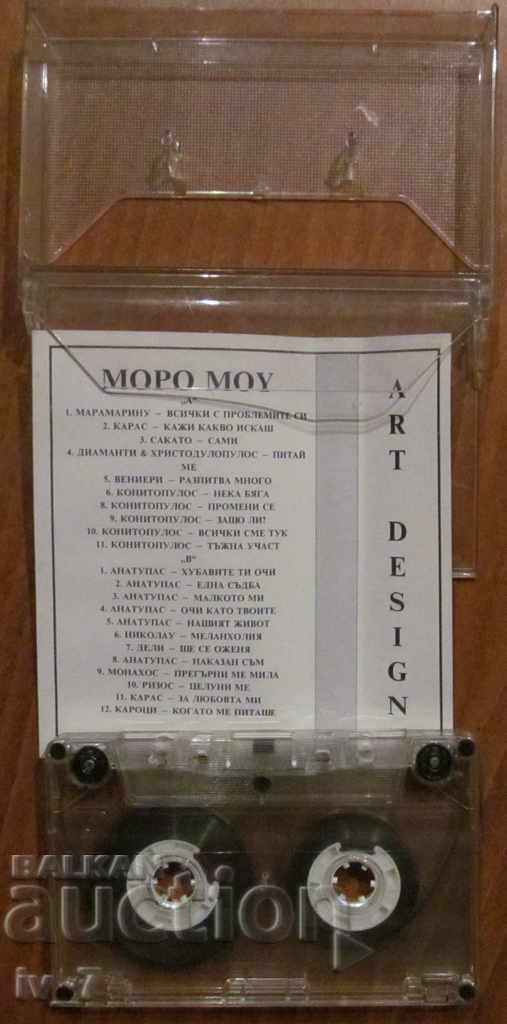 МОРО МОУ
„А"
1. МАРАМАРИНУ – ВСИЧКИ С ПРОБЛЕМИТЕ СИ
2. КАРАС – КАЖИ КАКВО ИСКАШ
3. САКАТО – САМИ
4. ДИАМАНТИ & ХРИСТОДУЛОПУЛОС – ПИТАЙ
МЕ
5. ВЕНИЕРИ – РАЗПИТВА МНОГО
6. КОНИТОПУЛОС – НЕКА БЯГА
8. КОНИТОПУЛОС – ПРОМЕНИ СЕ
9. КОНИТОПУЛОС – ЗАЩО ЛИ?
10. КОНИТОПУЛОС – ВСИЧКИ СМЕ ТУК
11. КОНИТОПУЛОС – ТЪЖНА УЧАСТ
„В"
1. АНАТУПАС – ХУБАВИТЕ ТИ ОЧИ
2. АНАТУПАС – ЕДНА СЪДБА
3. АНАТУПАС – МАЛКОТО МИ
4. АНАТУПАС – ОЧИ КАТО ТВОИТЕ
5. АНАТУПАС – НАШИЯТ ЖИВОТ
6. НИКОЛАУ – МЕЛАНХОЛИЯ
7. ДЕЛИ – ЩЕ СЕ ОЖЕНЯ
8. АНАТУПАС – НАКАЗАН СЪМ
9. МОНАХОС – ПРЕГЪРНИ МЕ МИЛА
10. РИЗОС – ЦЕЛУНИ МЕ
11. КАРАС – ЗА ЛЮБОВТА МИ
12. КАРОЦИ – КОГАТО МЕ ПИТАШЕ
ART DESIGN
BALKAN
auction
iv_7